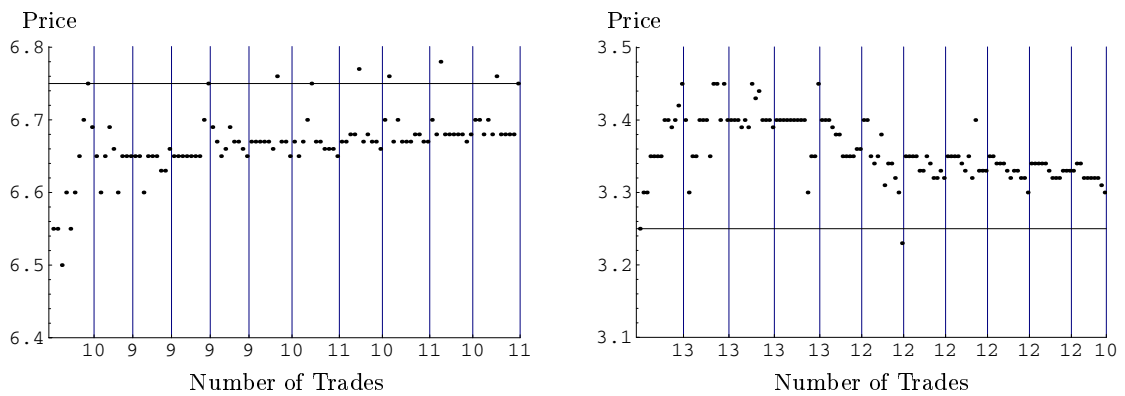 Price
6.8
6.7
6.6
6.5
6.4
10 9 9 9 9 10 11 10 11 10 11
Number of Trades
Price
3.5
3.4
3.3
3.2
3.1
13 13 13 13 12 12 12 12 12 10
Number of Trades